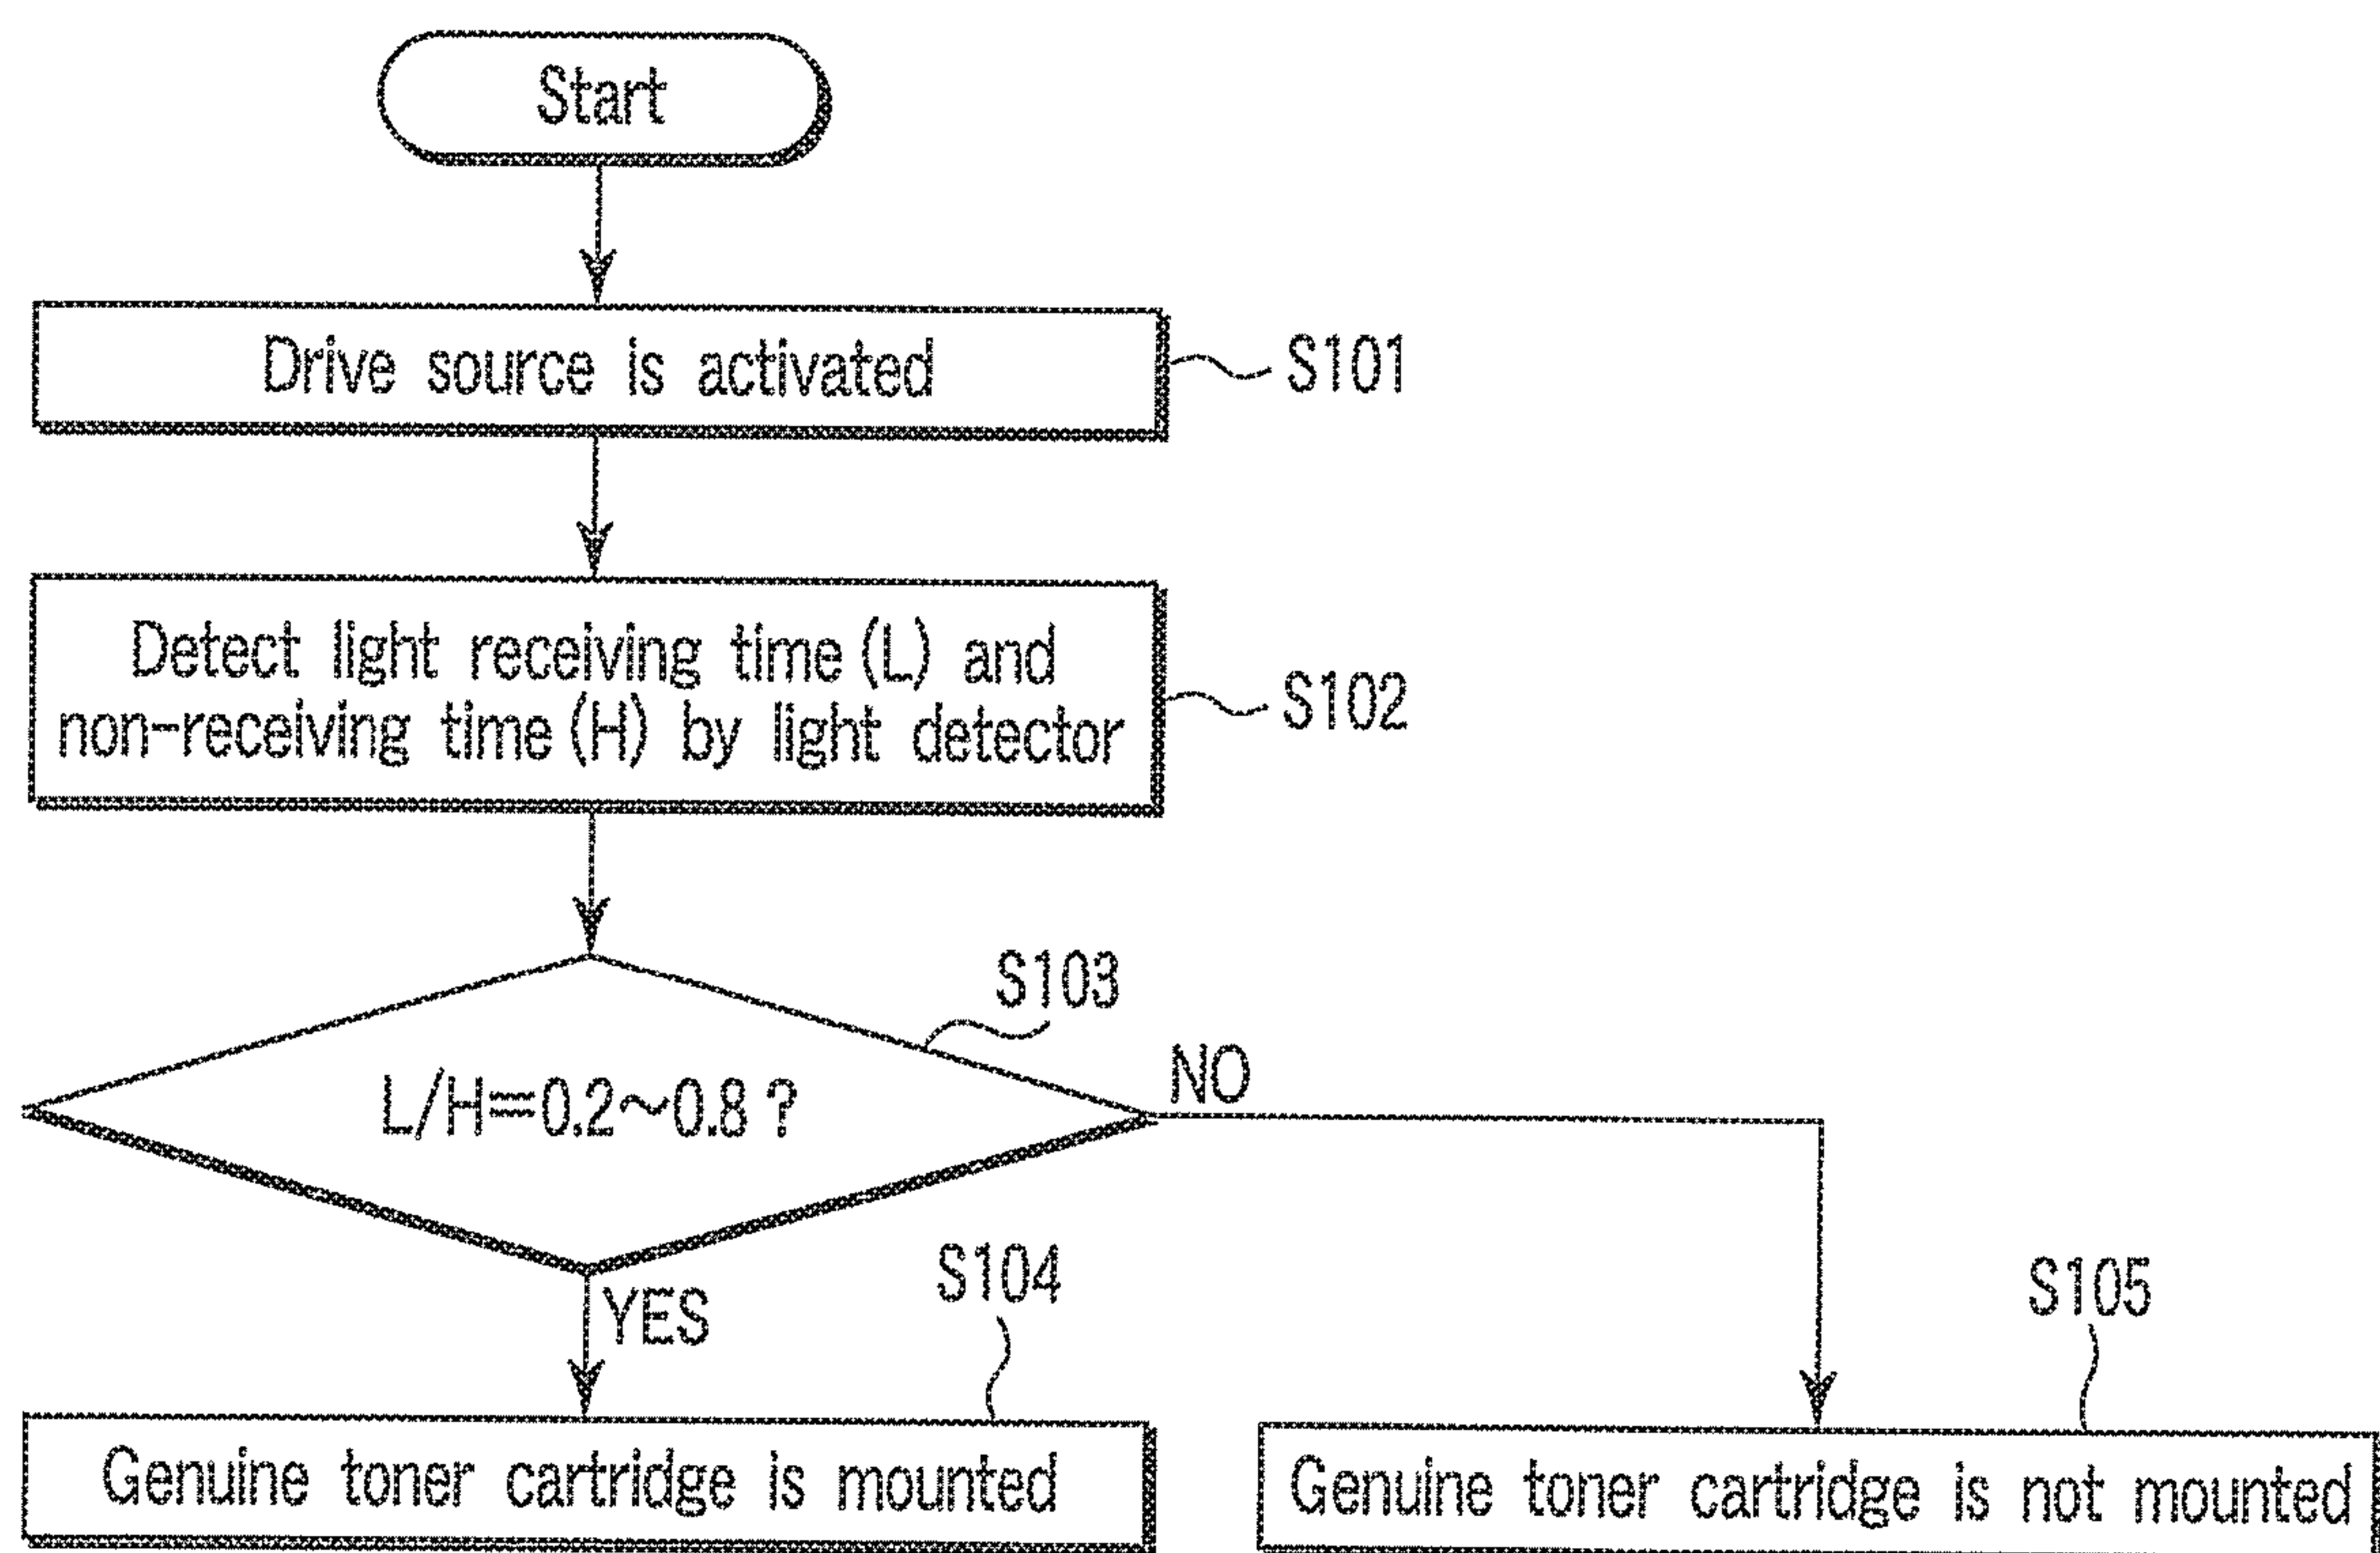 Start
Drive source is activated
S101
Detect light receiving time (L) and
non-receiving time (H) by light detector
S102
S103
L/H=0.2~0.8 ?
NO
YES
S104
S105
Genuine toner cartridge is mounted
Genuine toner cartridge is not mounted